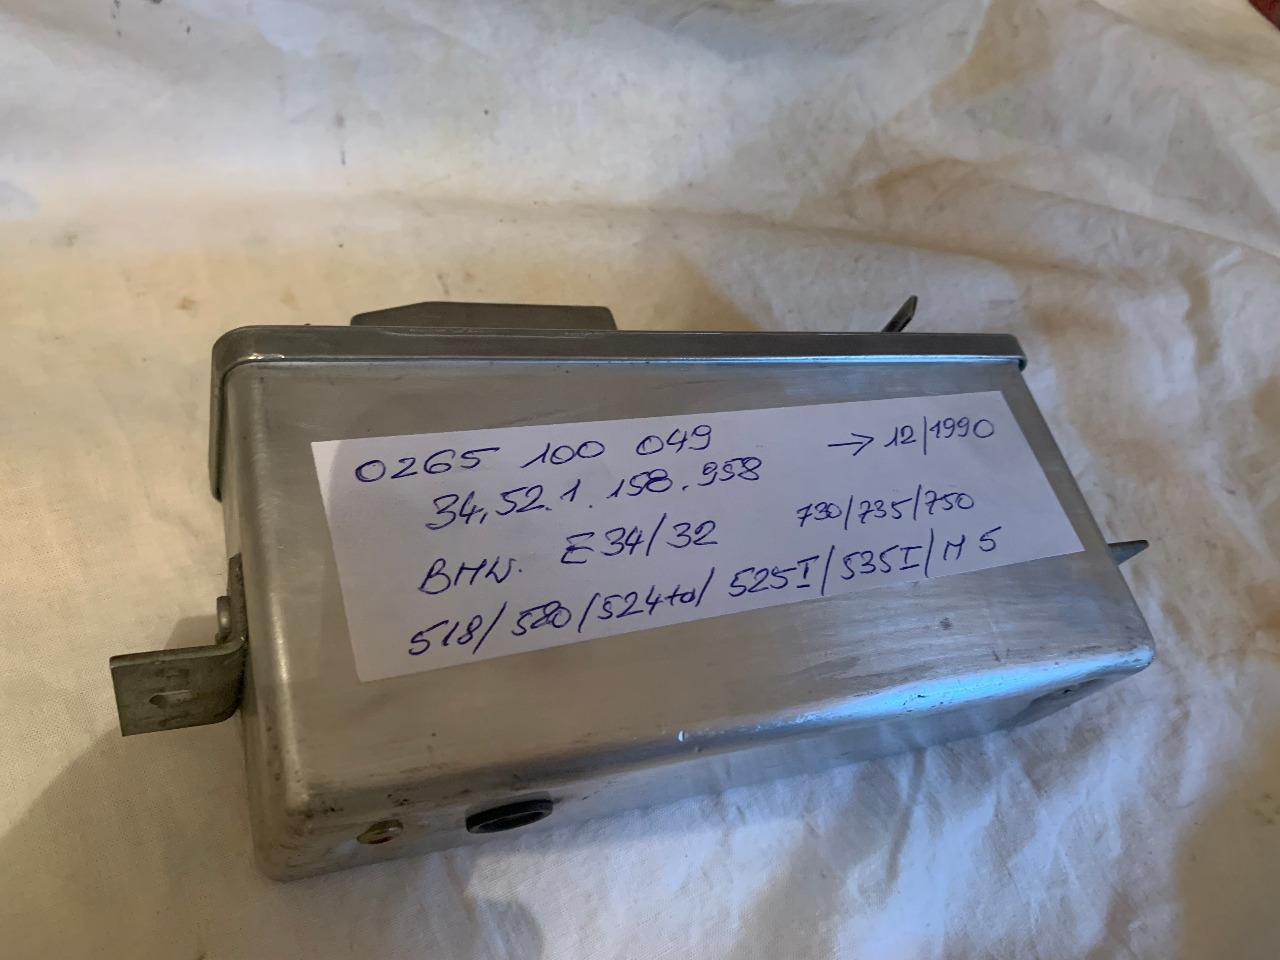 0265 100 049 → 12/1990
34.52.1.158.958
BMW. E34/32 730/735/750
518/520/524td/525I/535I/M5